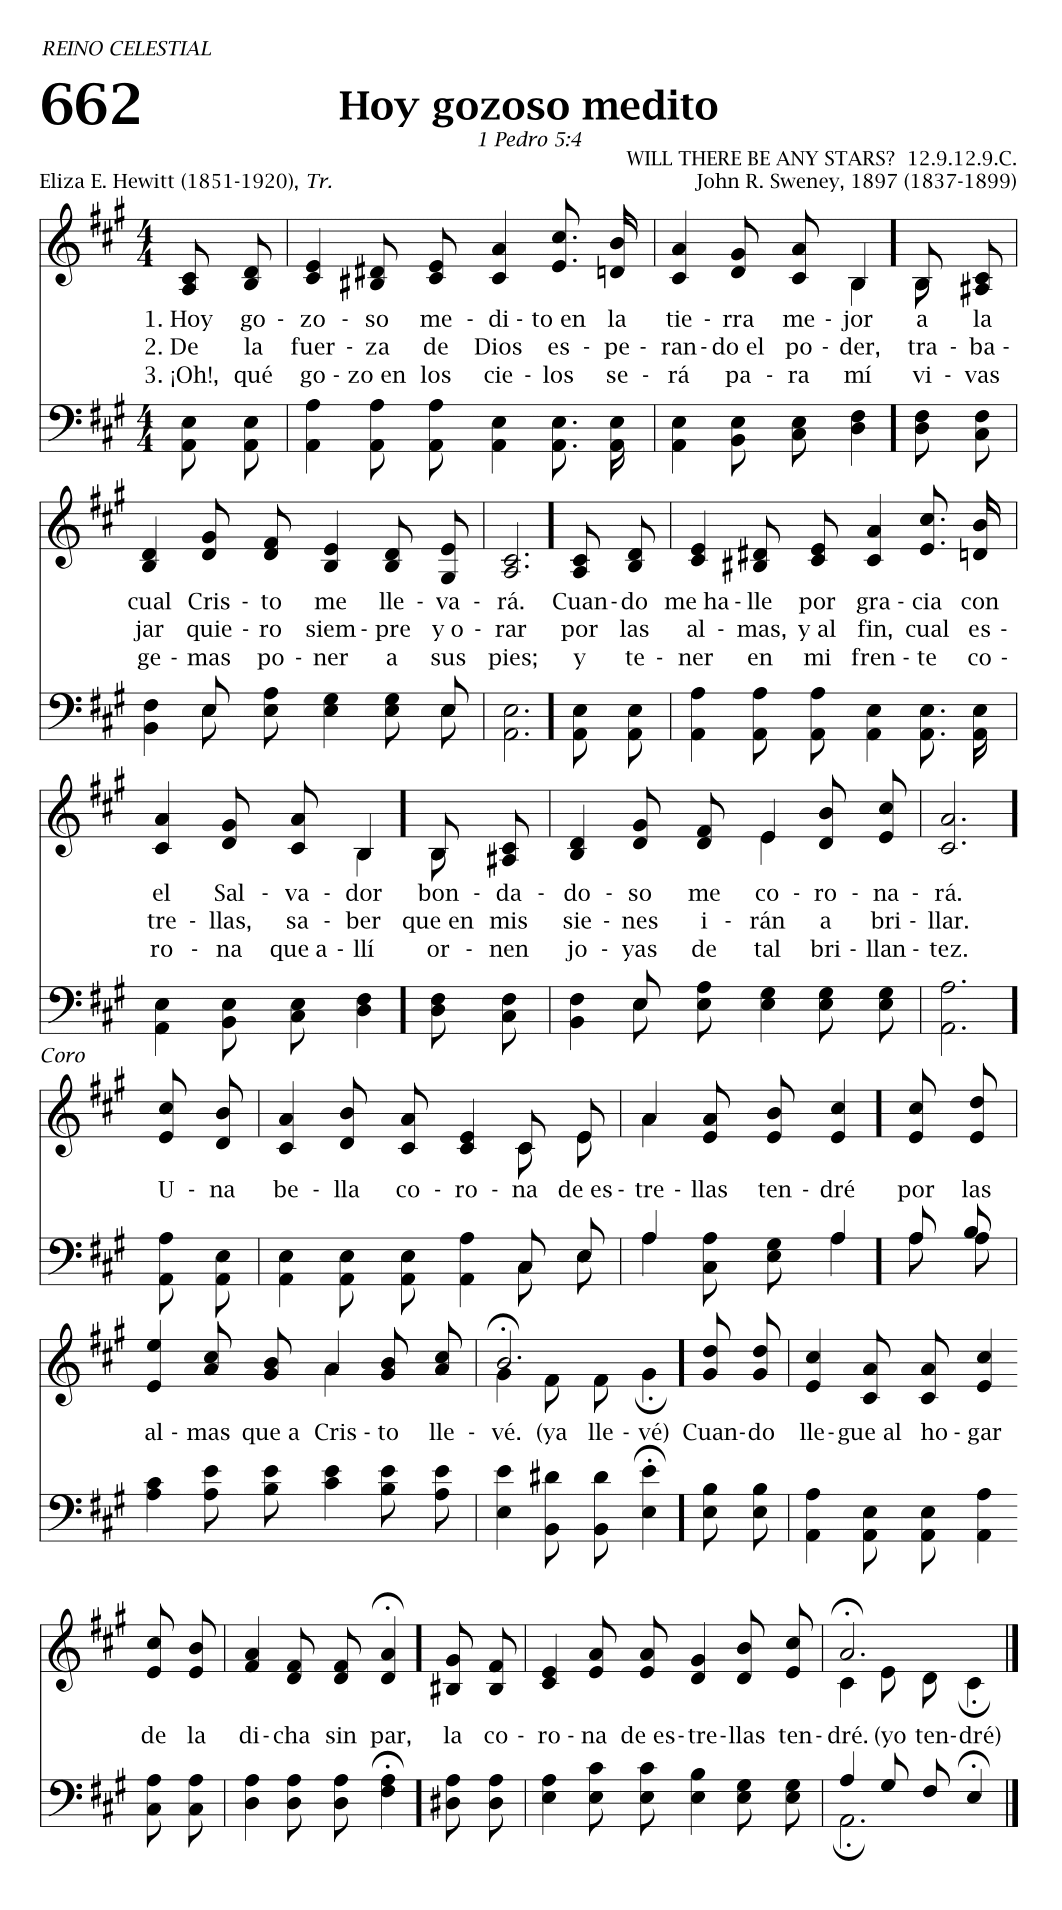 REINO CELESTIAL
662
Hoy gozoso medito
1 Pedro 5:4
WILL THERE BE ANY STARS? 12.9.12.9.C.
Eliza E. Hewitt (1851-1920), Tr.
John R. Sweney, 1897 (1837-1899)
1. Hoy go - zo - so me - di - to en la tie - rra me - jor a la
2. De la fuer - za de Dios es - pe - ran - do el po - der, tra - ba -
3. ¡Oh!, qué go - zo en los cie - los se - rá pa - ra mí vi - vas
cual Cris - to me lle - va - rá. Cuan - do me ha - lle por gra - cia con
jar quie - ro siem - pre y o - rar por las al - mas, y al fin, cual es -
ge - mas po - ner a sus pies; y te - ner en mi fren - te co -
el Sal - va - dor bon - da - do - so me co - ro - na - rá.
tre - llas, sa - ber que en mis sie - nes i - rán a bri - llar.
ro - na que a - llí or - nen jo - yas de tal bri - llan - tez.
Coro
U - na be - lla co - ro - na de es - tre - llas ten - dré por las
al - mas que a Cris - to lle - vé. (ya lle - vé) Cuan - do lle - gue al ho - gar
de la di - cha sin par, la co - ro - na de es - tre - llas ten - dré. (yo ten - dré)